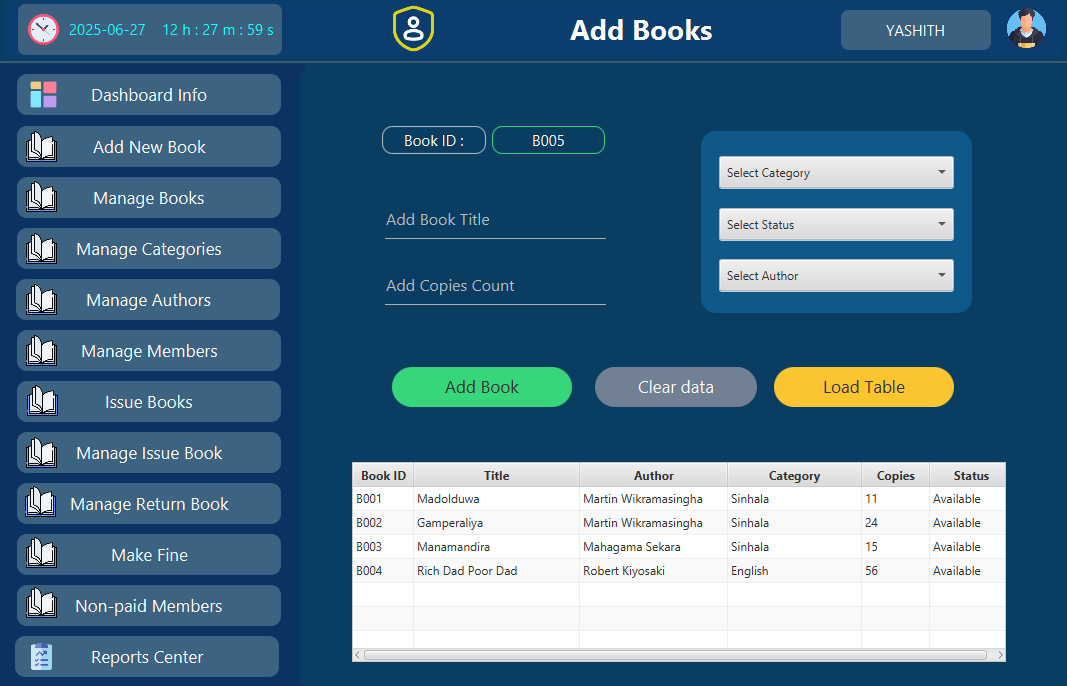 2025-06-27 12 h : 27 m : 59 s
Add Books
YASHITH
Dashboard Info
Add New Book
Manage Books
Manage Categories
Manage Authors
Manage Members
Issue Books
Manage Issue Book
Manage Return Book
Make Fine
Non-paid Members
Reports Center
Book ID : B005
Add Book Title
Add Copies Count
Select Category
Select Status
Select Author
Add Book Clear data Load Table
Book ID Title Author Category Copies Status
B001 Madolduwa Martin Wikramasingha Sinhala 11 Available
B002 Gamperaliya Martin Wikramasingha Sinhala 24 Available
B003 Manamandira Mahagama Sekara Sinhala 15 Available
B004 Rich Dad Poor Dad Robert Kiyosaki English 56 Available